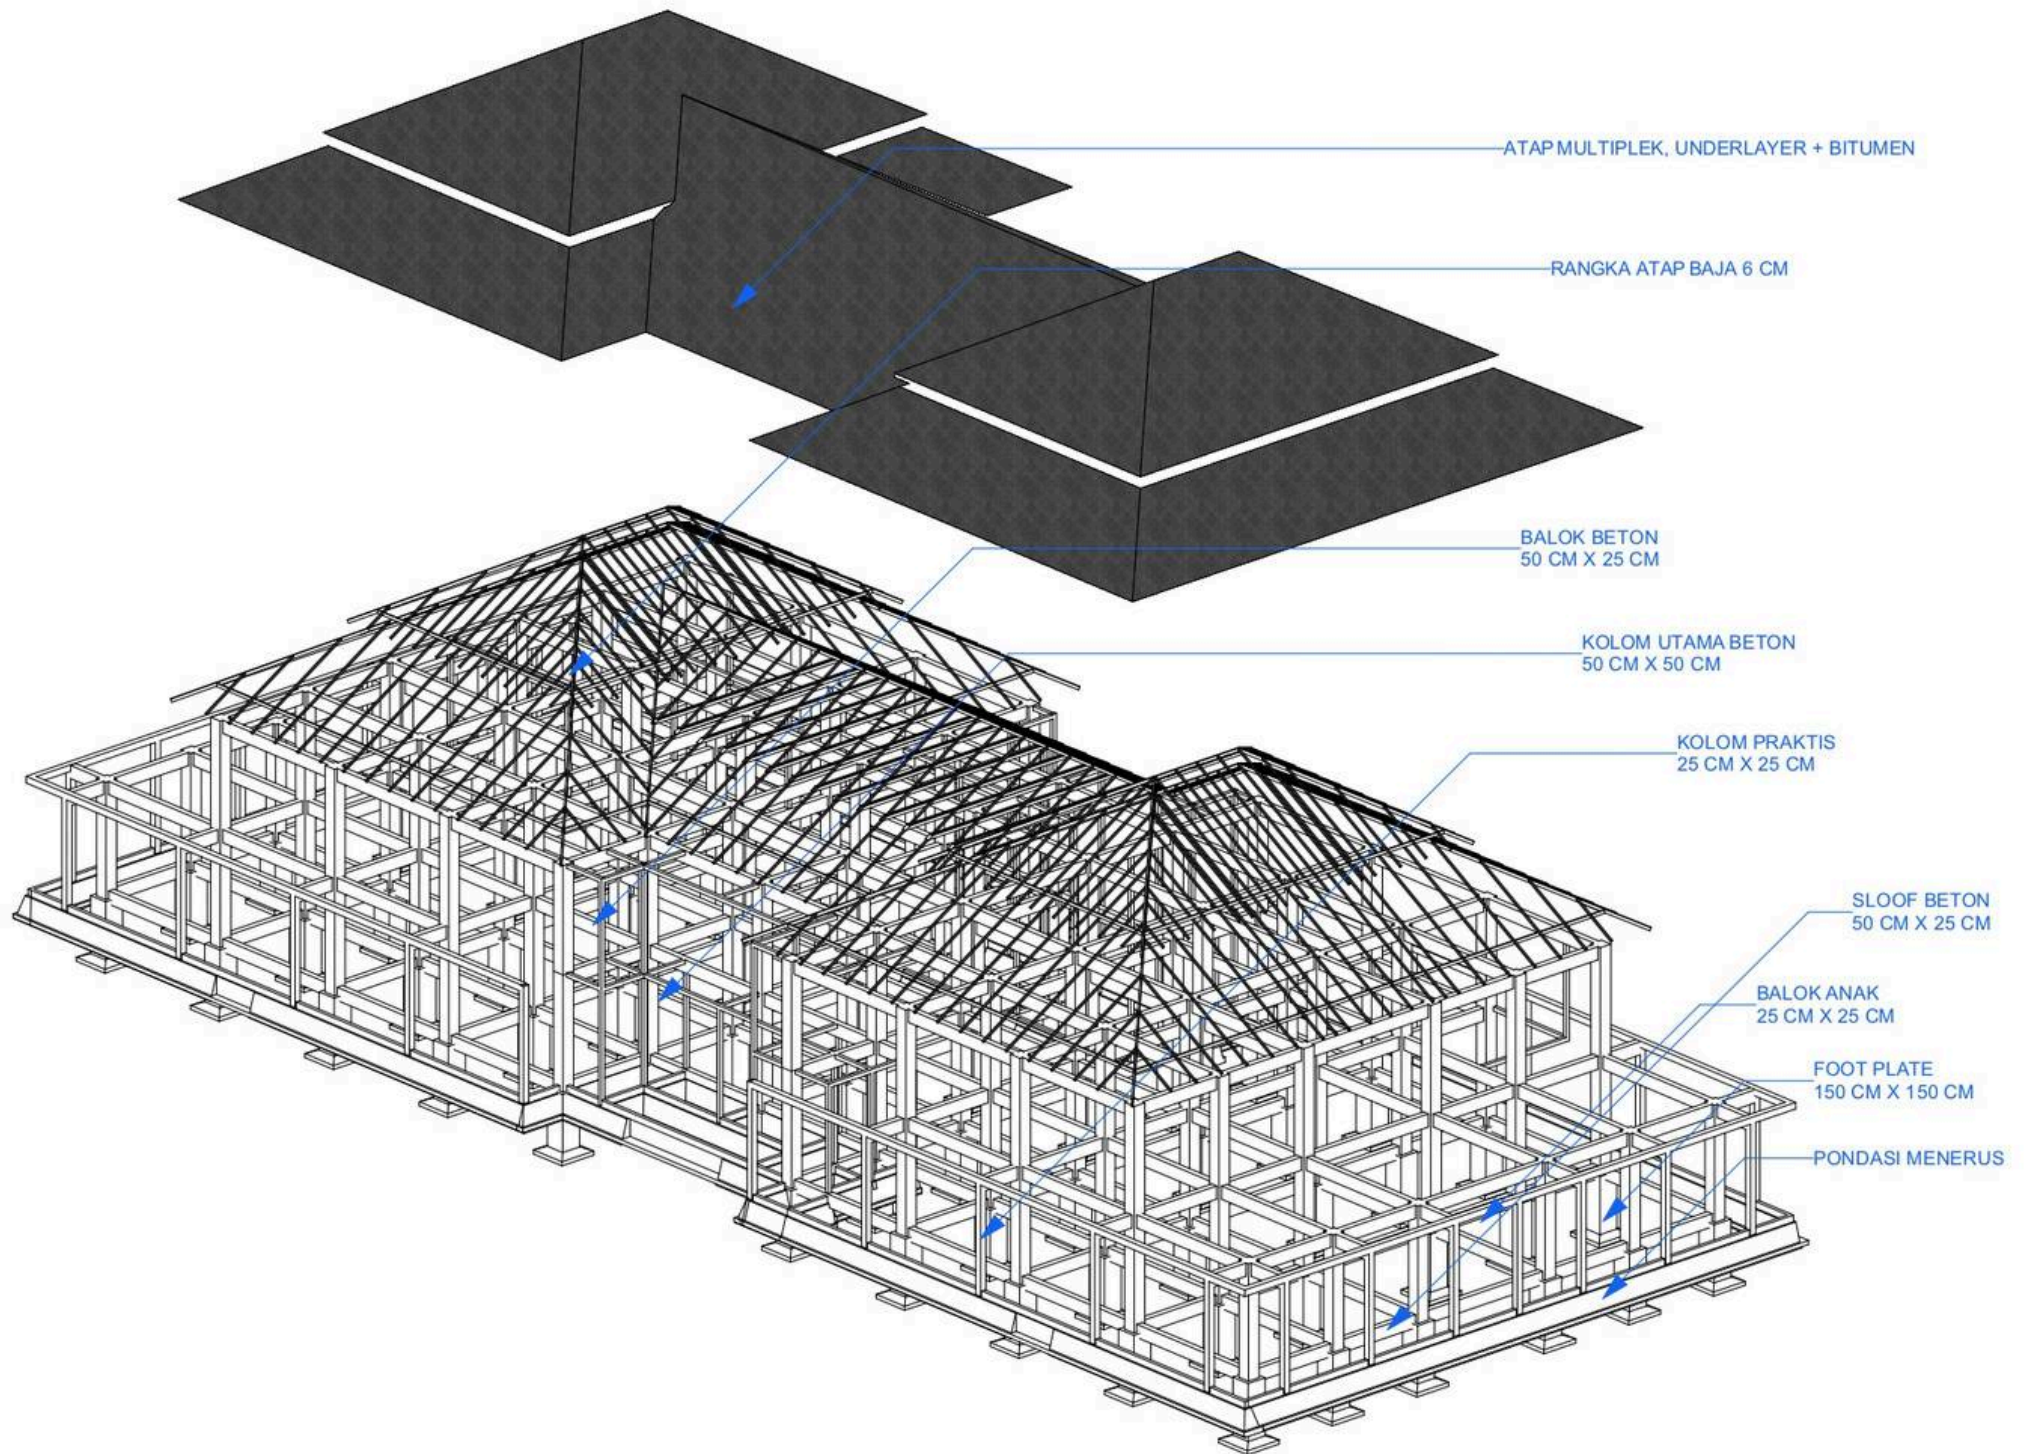 ATAP MULTIPLEK, UNDERLAYER + BITUMEN
RANGKA ATAP BAJA 6 CM
BALOK BETON
50 CM X 25 CM
KOLOM UTAMA BETON
50 CM X 50 CM
KOLOM PRAKTIS
25 CM X 25 CM
SLOOF BETON
50 CM X 25 CM
BALOK ANAK
25 CM X 25 CM
FOOT PLATE
150 CM X 150 CM
PONDASI MENERUS